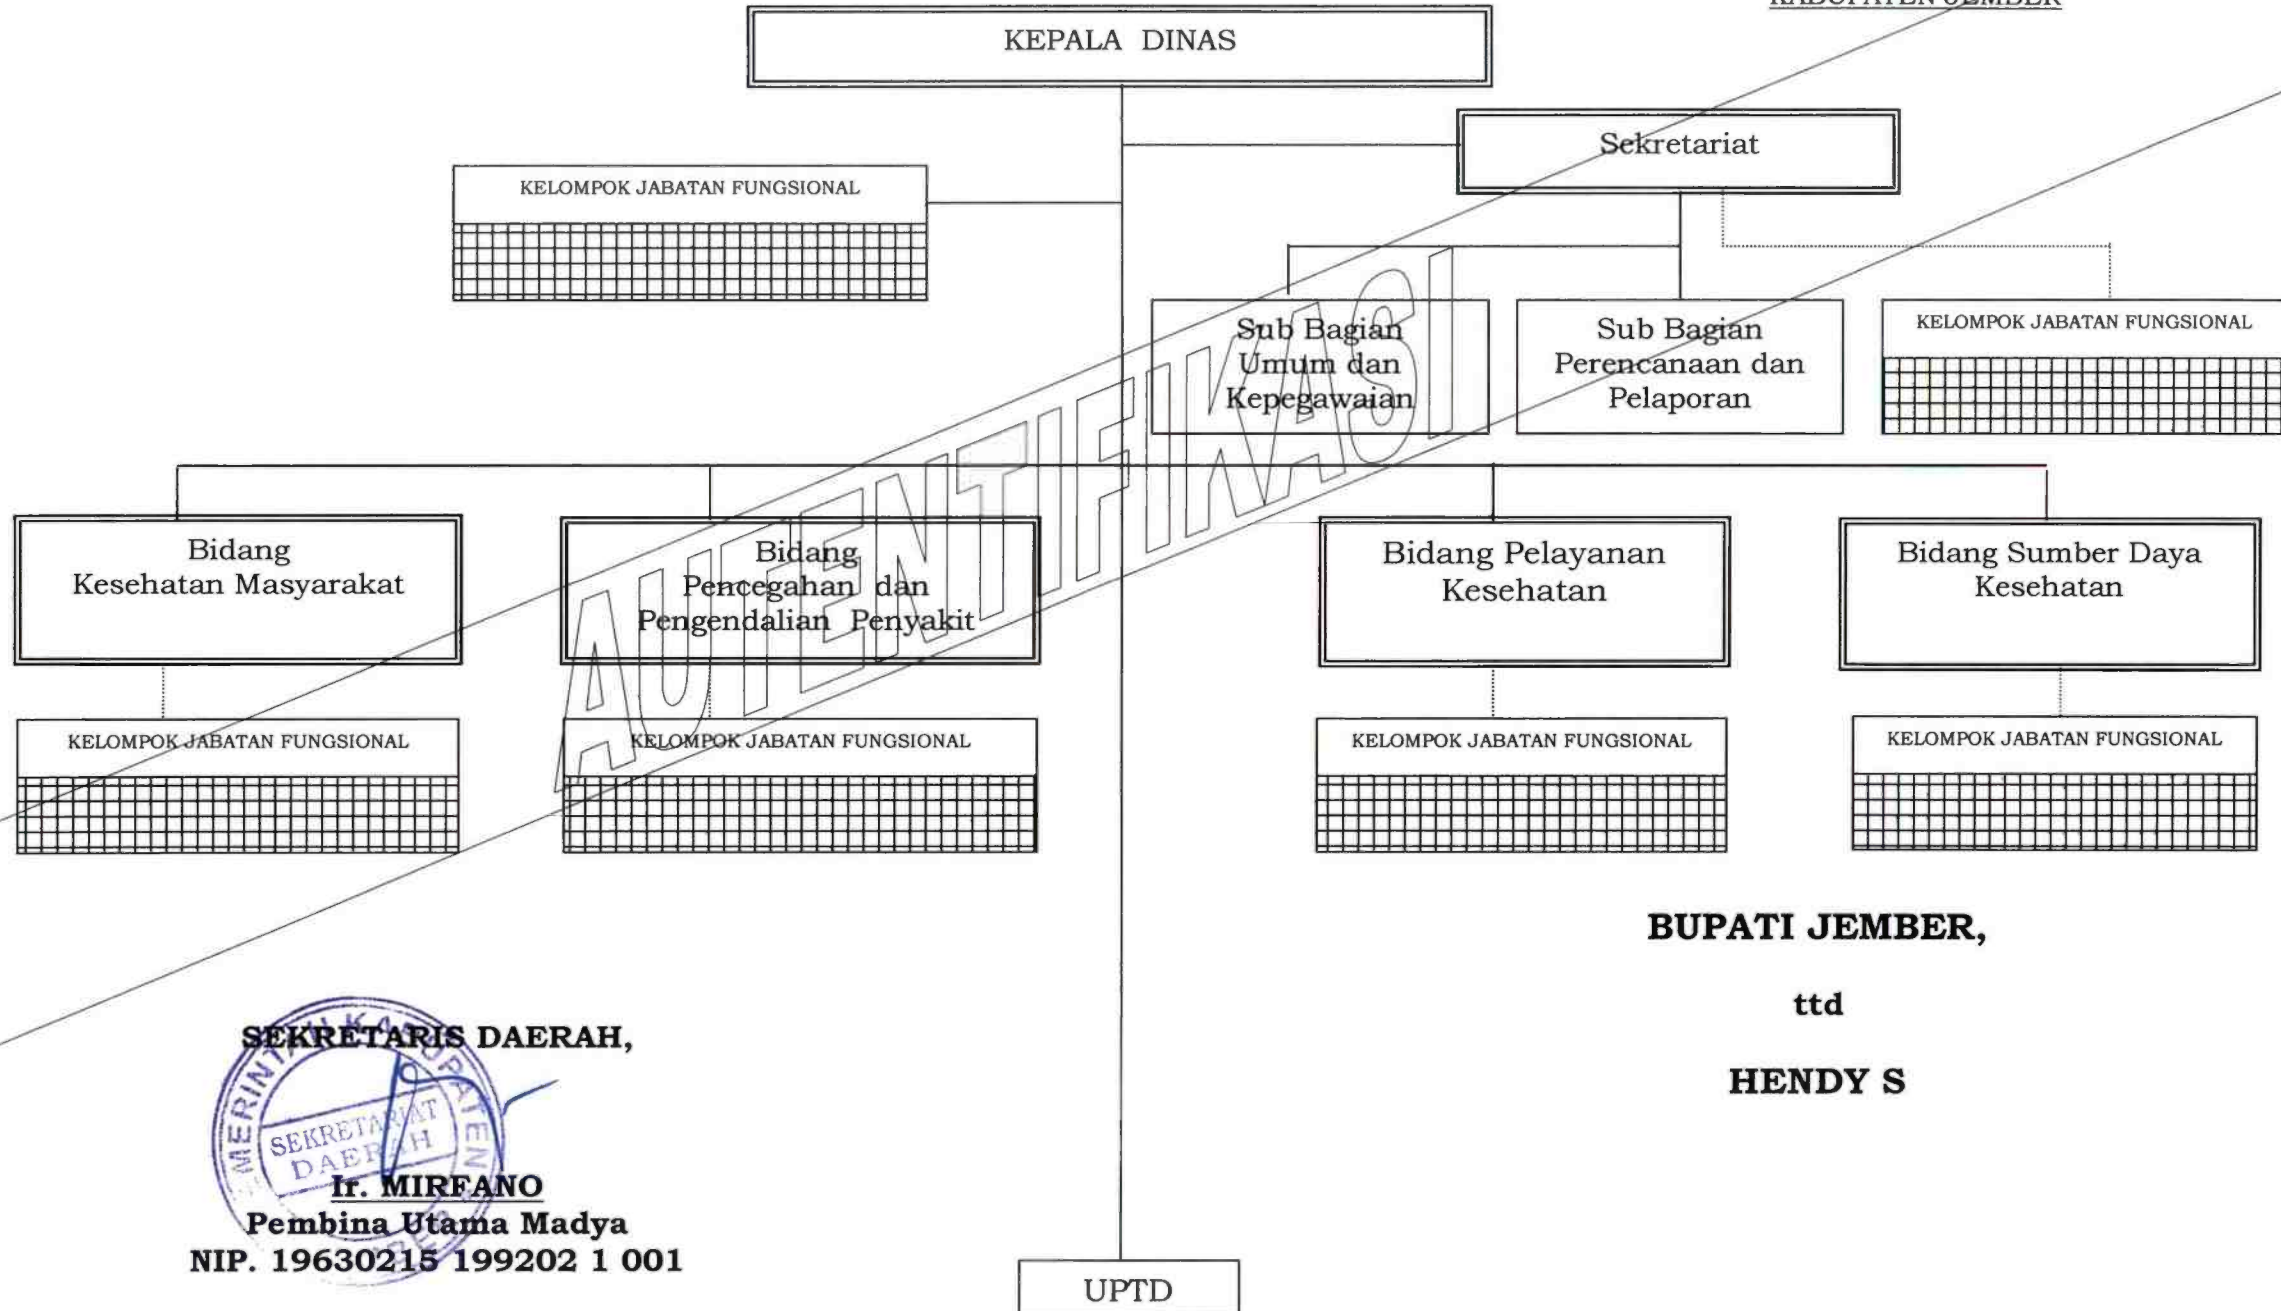 KABUPATEN JEMBER
KEPALA DINAS
Sekretariat
KELOMPOK JABATAN FUNGSIONAL
Sub Bagian
Umum dan
Kepegawaian
Sub Bagian
Perencanaan dan
Pelaporan
KELOMPOK JABATAN FUNGSIONAL
AUTENTIFIKASI
Bidang
Kesehatan Masyarakat
Bidang
Pencegahan dan
Pengendalian Penyakit
Bidang Pelayanan
Kesehatan
Bidang Sumber Daya
Kesehatan
KELOMPOK JABATAN FUNGSIONAL
KELOMPOK JABATAN FUNGSIONAL
KELOMPOK JABATAN FUNGSIONAL
KELOMPOK JABATAN FUNGSIONAL
BUPATI JEMBER,
ttd
HENDY S
SEKRETARIS DAERAH,
KABUPATEN
SEKRETARIAT
DAERAH
Ir. MIRFANO
Pembina Utama Madya
NIP. 19630215 199202 1 001
UPTD